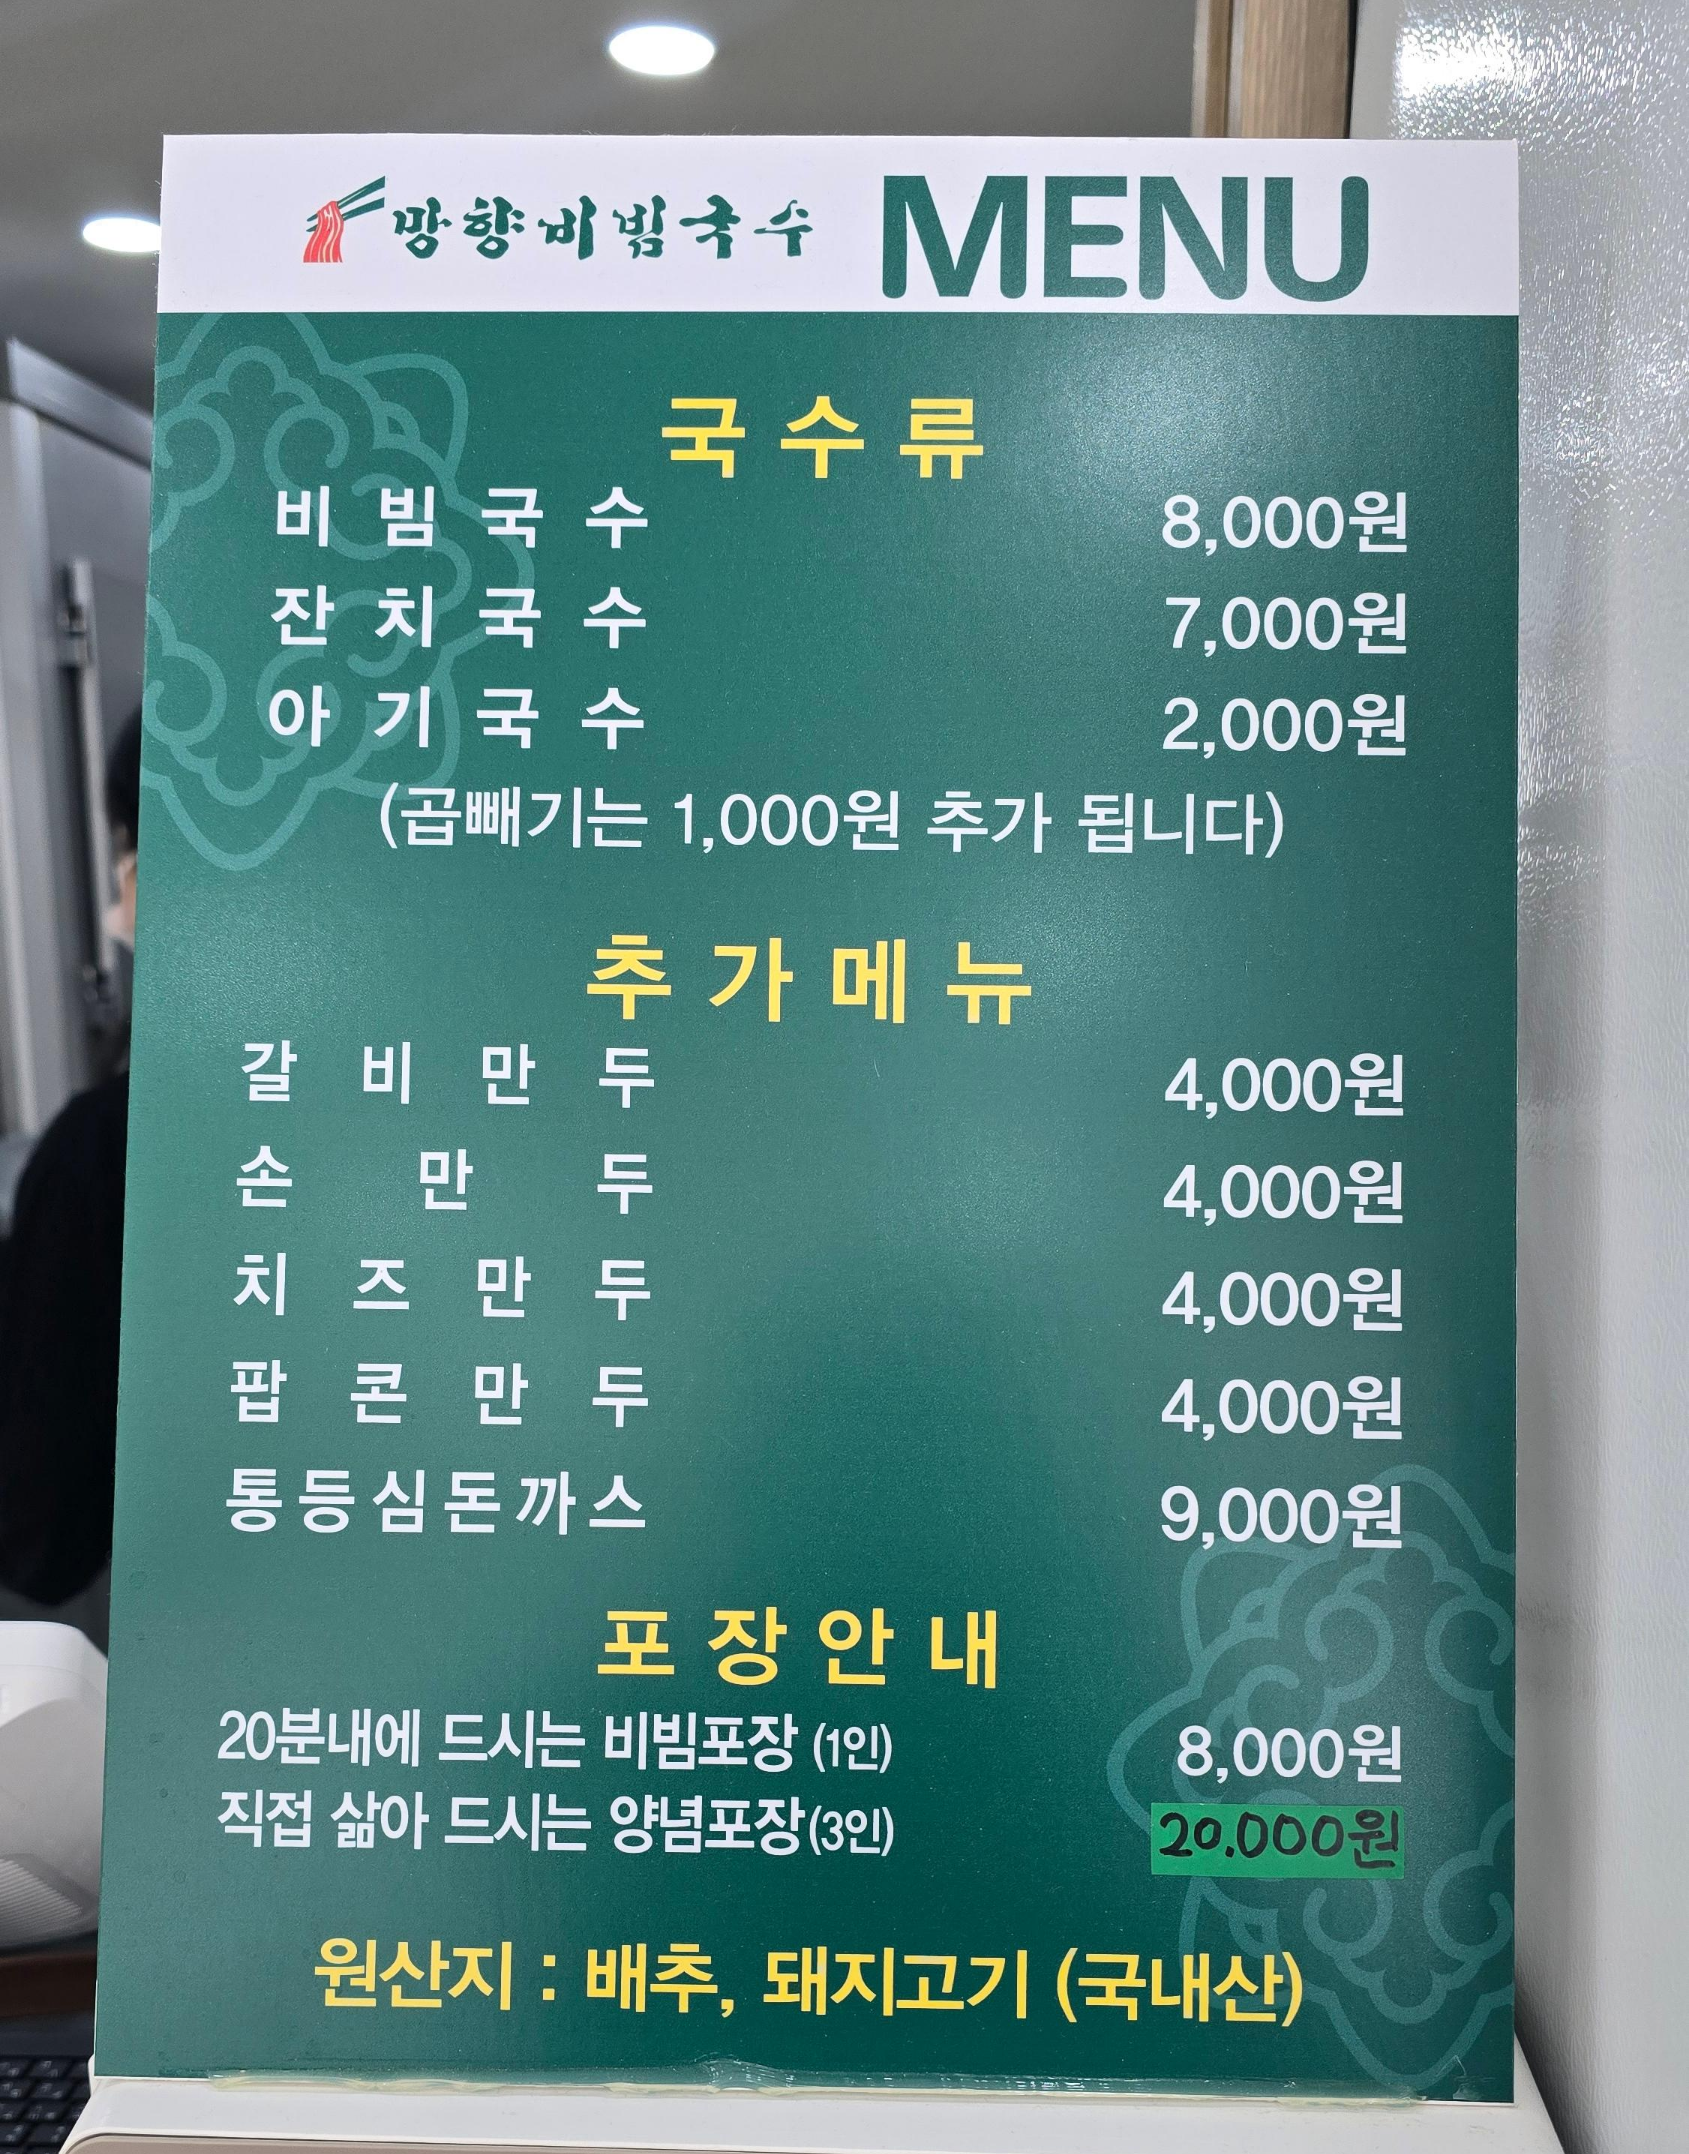 망향비빔국수 MENU
국수류
비빔국수 8,000원
잔치국수 7,000원
아기국수 2,000원
(곱빼기는 1,000원 추가 됩니다)
추가메뉴
갈비만두 4,000원
손만두 4,000원
치즈만두 4,000원
팝콘만두 4,000원
통등심돈까스 9,000원
포장안내
20분내에 드시는 비빔포장 (1인) 8,000원
직접 삶아 드시는 양념포장(3인) 20.000원
원산지 : 배추, 돼지고기 (국내산)